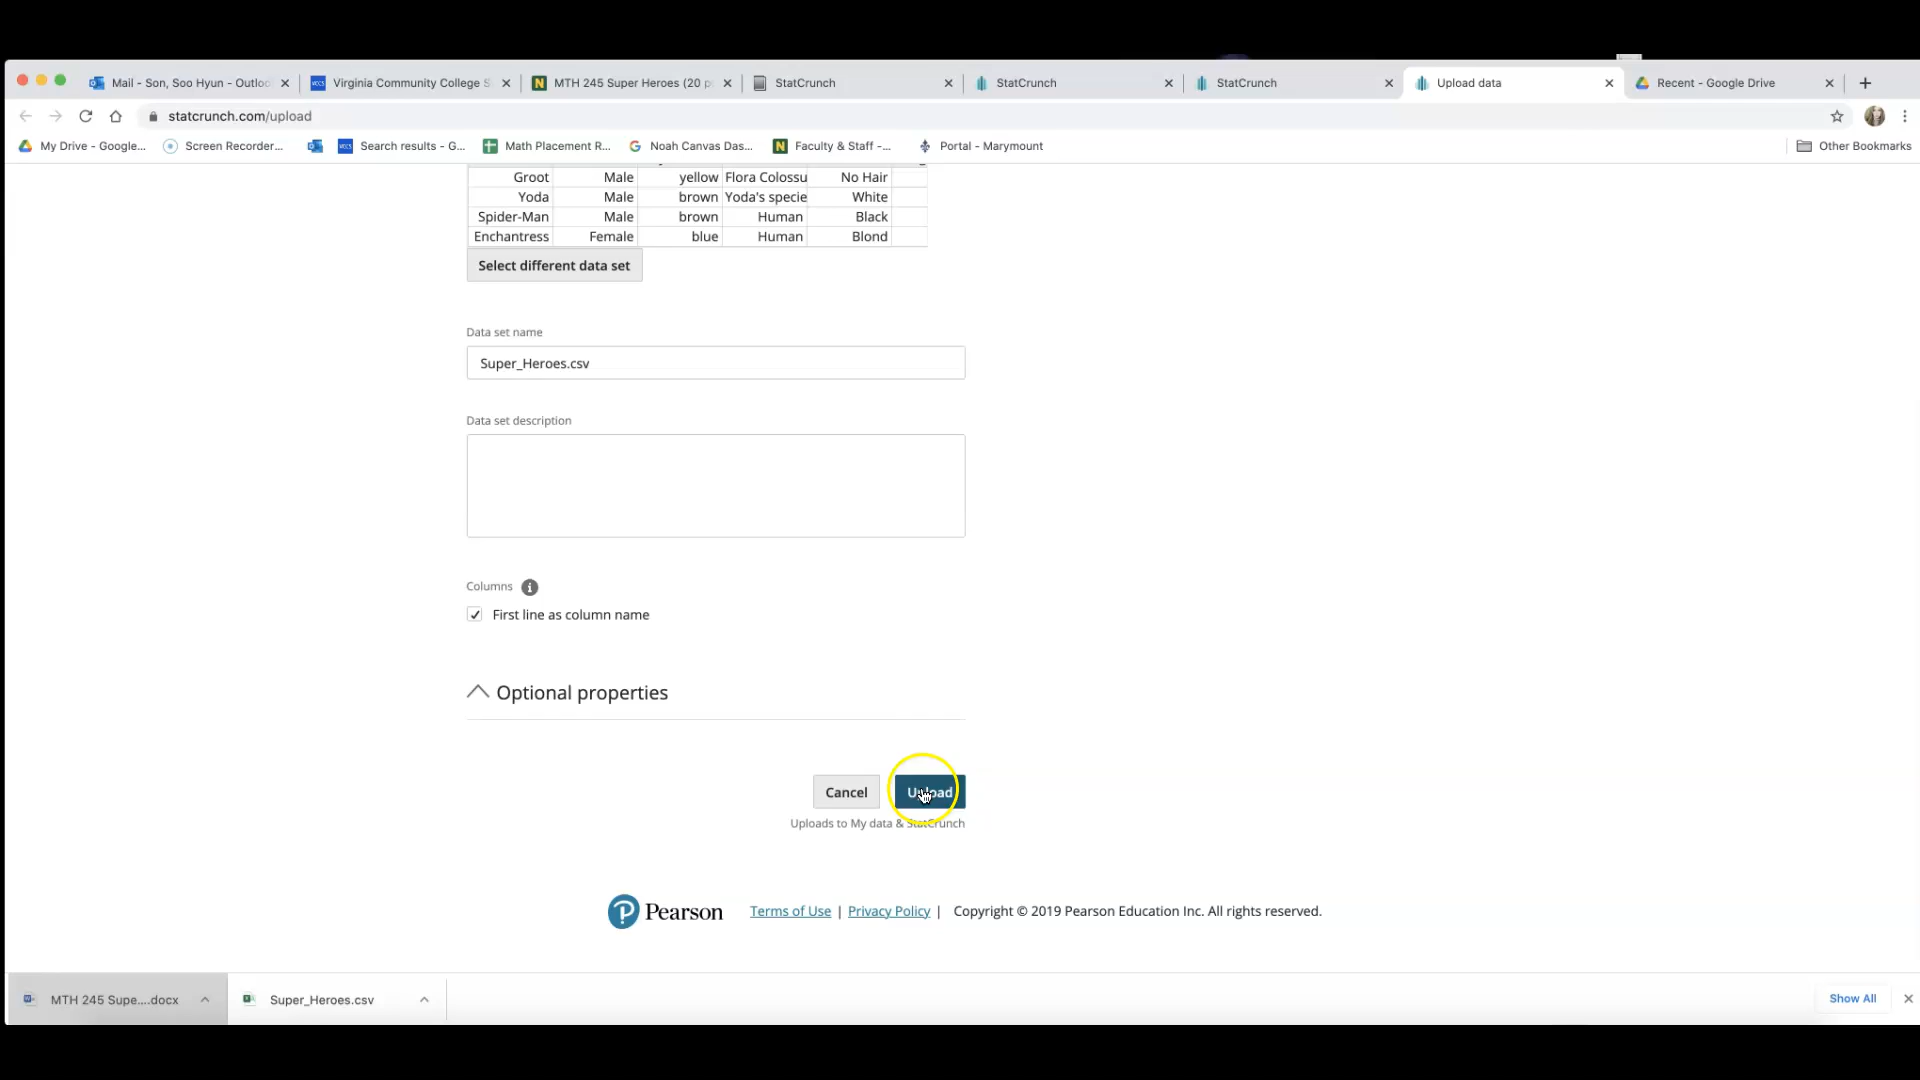 Mail - Son, Soo Hyun - Outloo
Virginia Community College S
MTH 245 Super Heroes (20 p
StatCrunch
StatCrunch
StatCrunch
Upload data
Recent - Google Drive
statcrunch.com/upload
My Drive - Google...
Screen Recorder...
Search results - G...
Math Placement R...
Noah Canvas Das...
Faculty & Staff -...
Portal - Marymount
Other Bookmarks
Groot Male yellow Flora Colossu No Hair
Yoda Male brown Yoda's specie White
Spider-Man Male brown Human Black
Enchantress Female blue Human Blond
Select different data set
Data set name
Super_Heroes.csv
Data set description
Columns
First line as column name
Optional properties
Cancel
Upload
Uploads to My data & StatCrunch
Pearson
Terms of Use | Privacy Policy | Copyright © 2019 Pearson Education Inc. All rights reserved.
MTH 245 Supe....docx
Super_Heroes.csv
Show All